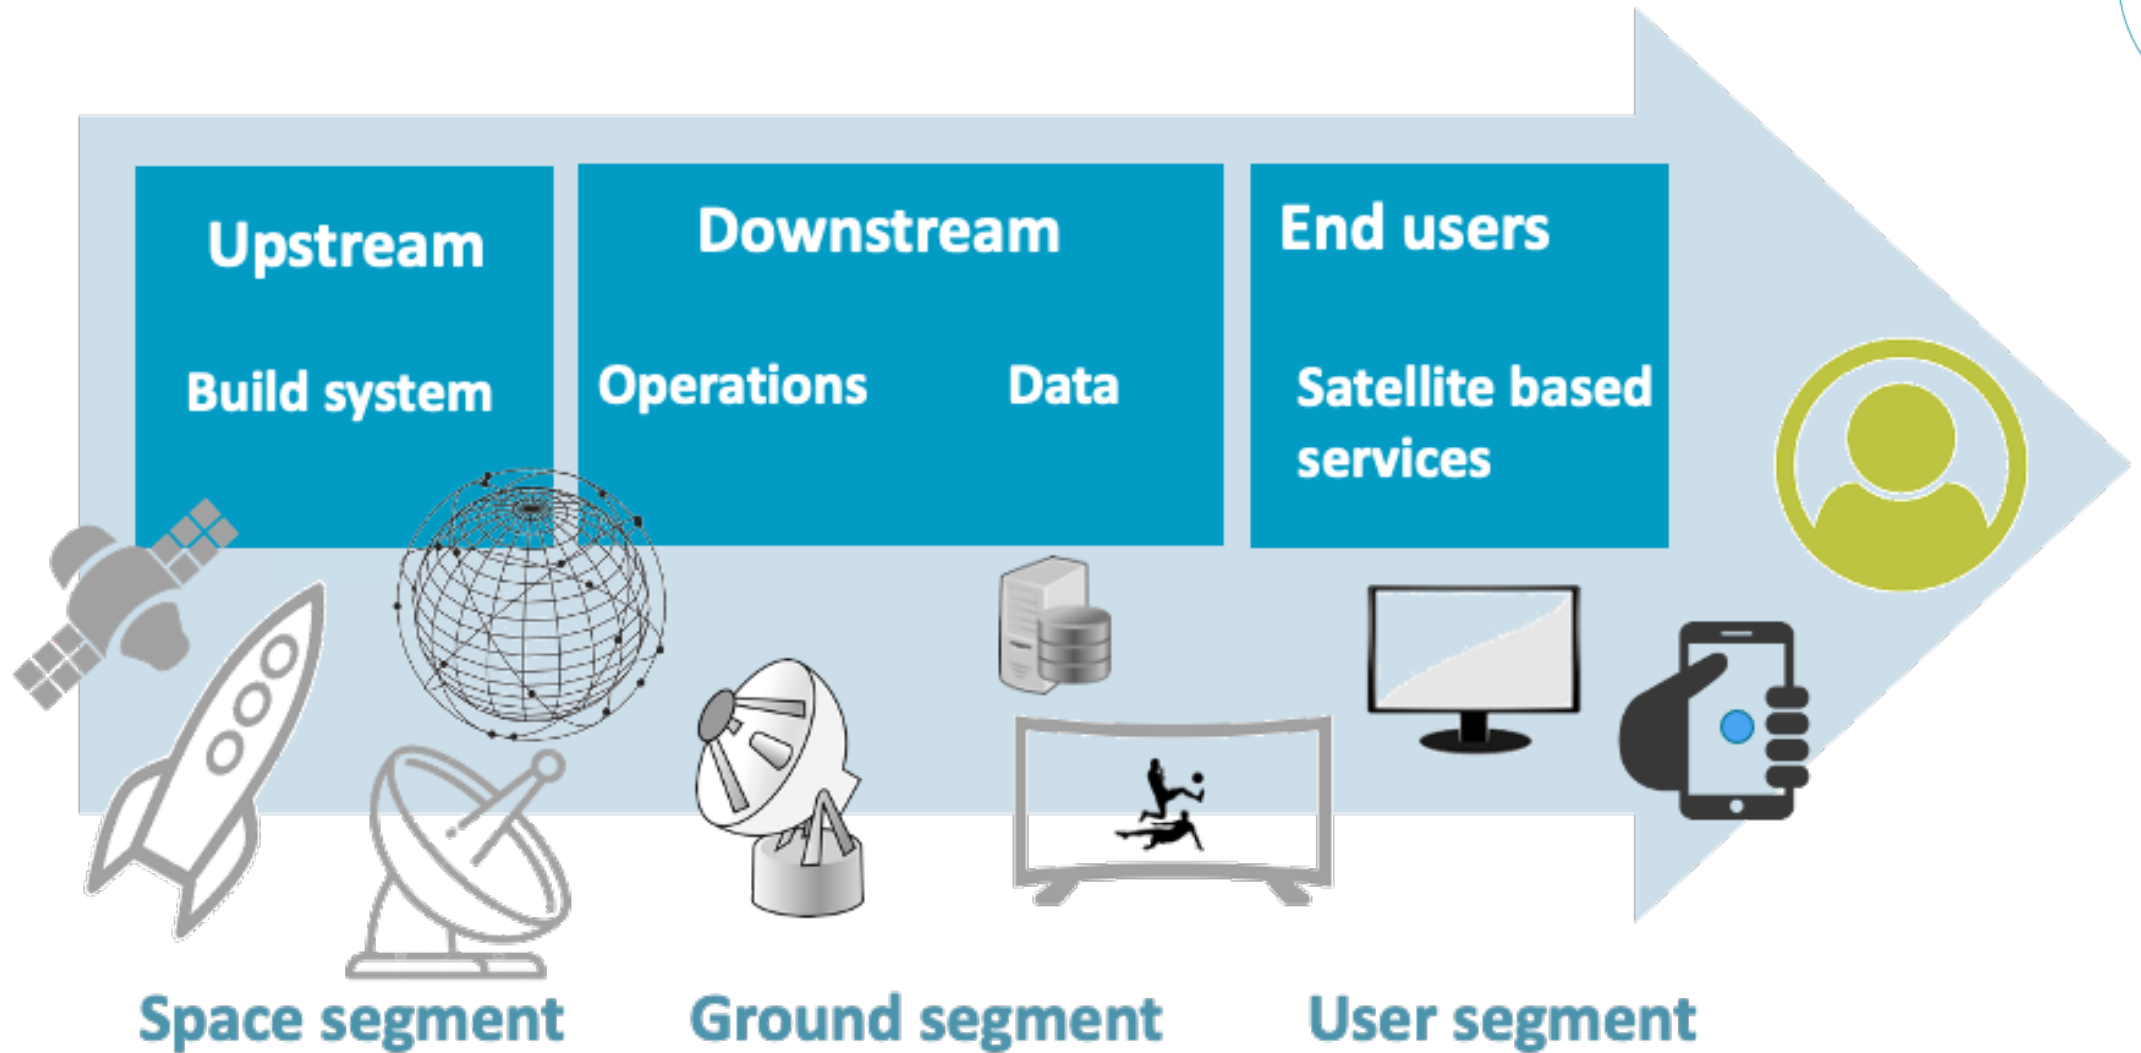 Upstream
Build system
Downstream
Operations Data
End users
Satellite based
services
Space segment
Ground segment
User segment